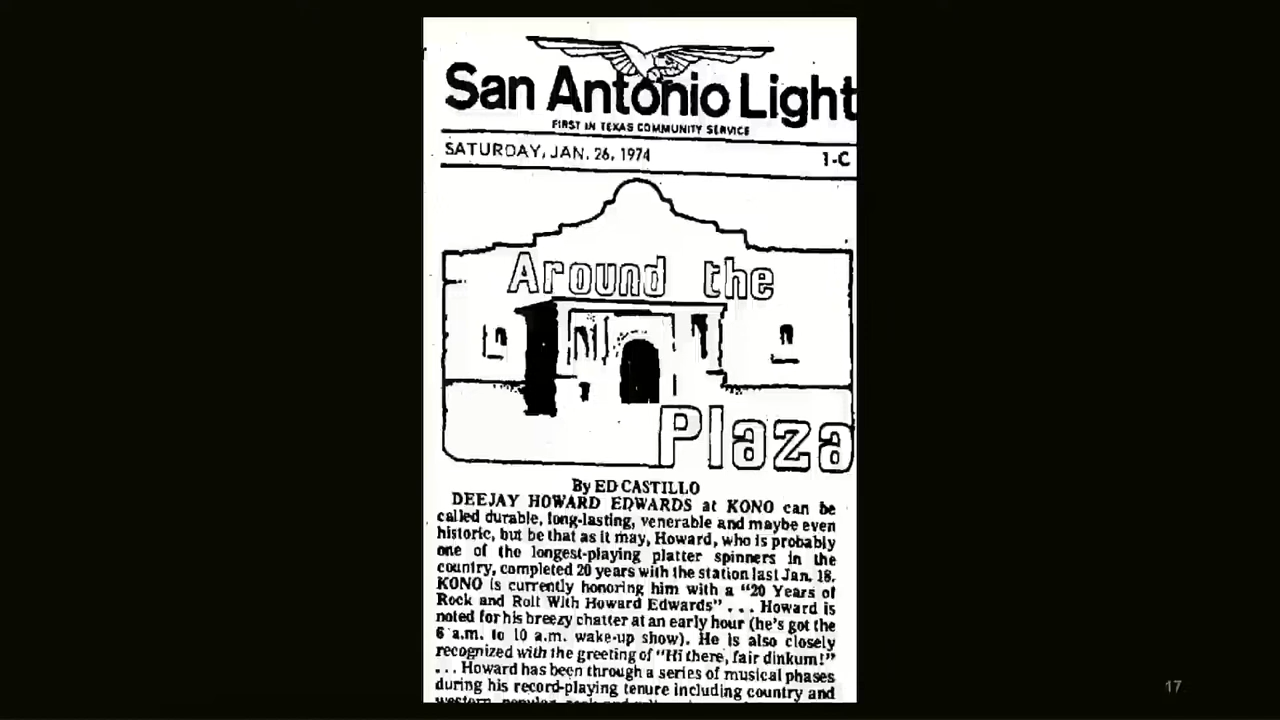 San Antonio Light
FIRST IN TEXAS COMMUNITY SERVICE
SATURDAY, JAN. 26, 1974 1-C
Around the
Plaza
By ED CASTILLO
DEEJAY HOWARD EDWARDS at KONO can be
called durable, long-lasting, venerable and maybe even
historic, but be that as it may, Howard, who is probably
one of the longest-playing platter spinners in the
country, completed 20 years with the station last Jan. 18.
KONO is currently honoring him with a "20 Years of
Rock and Roll With Howard Edwards" . . . Howard is
noted for his breezy chatter at an early hour (he's got the
6 a.m. to 10 a.m. wake-up show). He is also closely
recognized with the greeting of "Hi there, fair dinkum!"
. . . Howard has been through a series of musical phases
during his record-playing tenure including country and
17